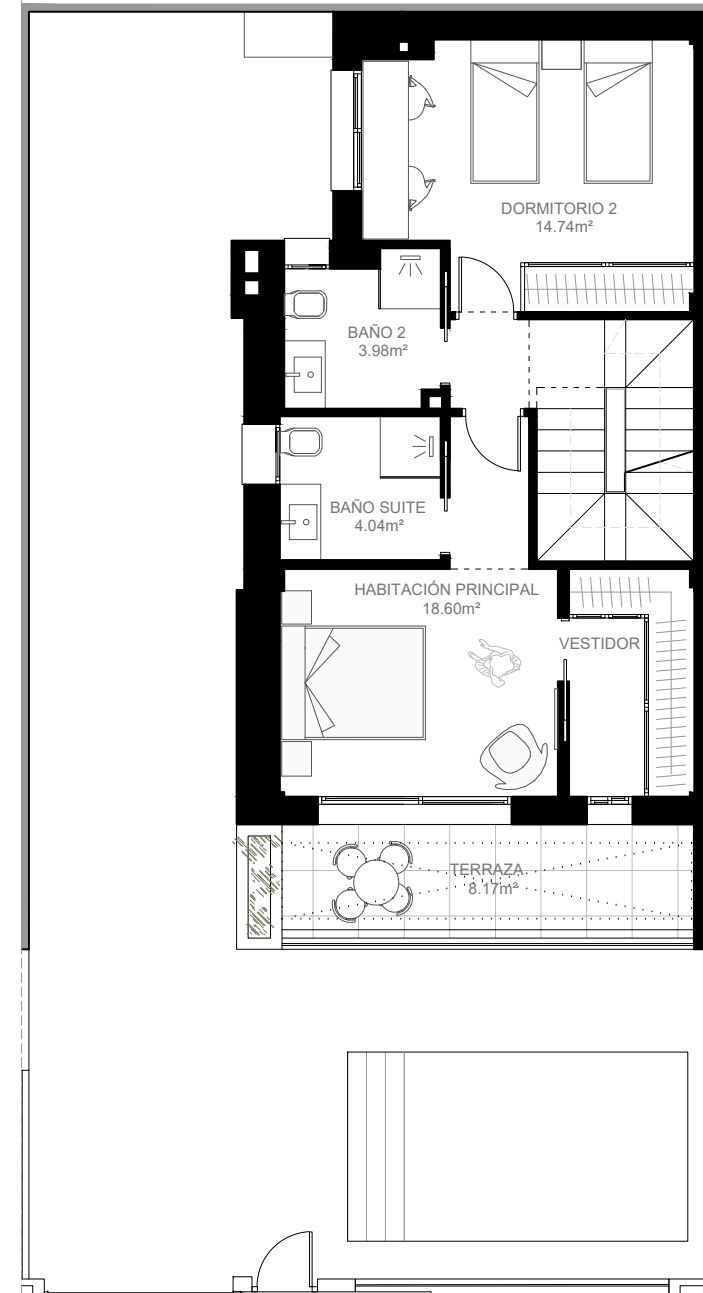 DORMITORIO 2
14.74m²
BAÑO 2
3.98m²
BAÑO SUITE
4.04m²
HABITACIÓN PRINCIPAL
18.60m²
VESTIDOR
TERRAZA
8.17m²